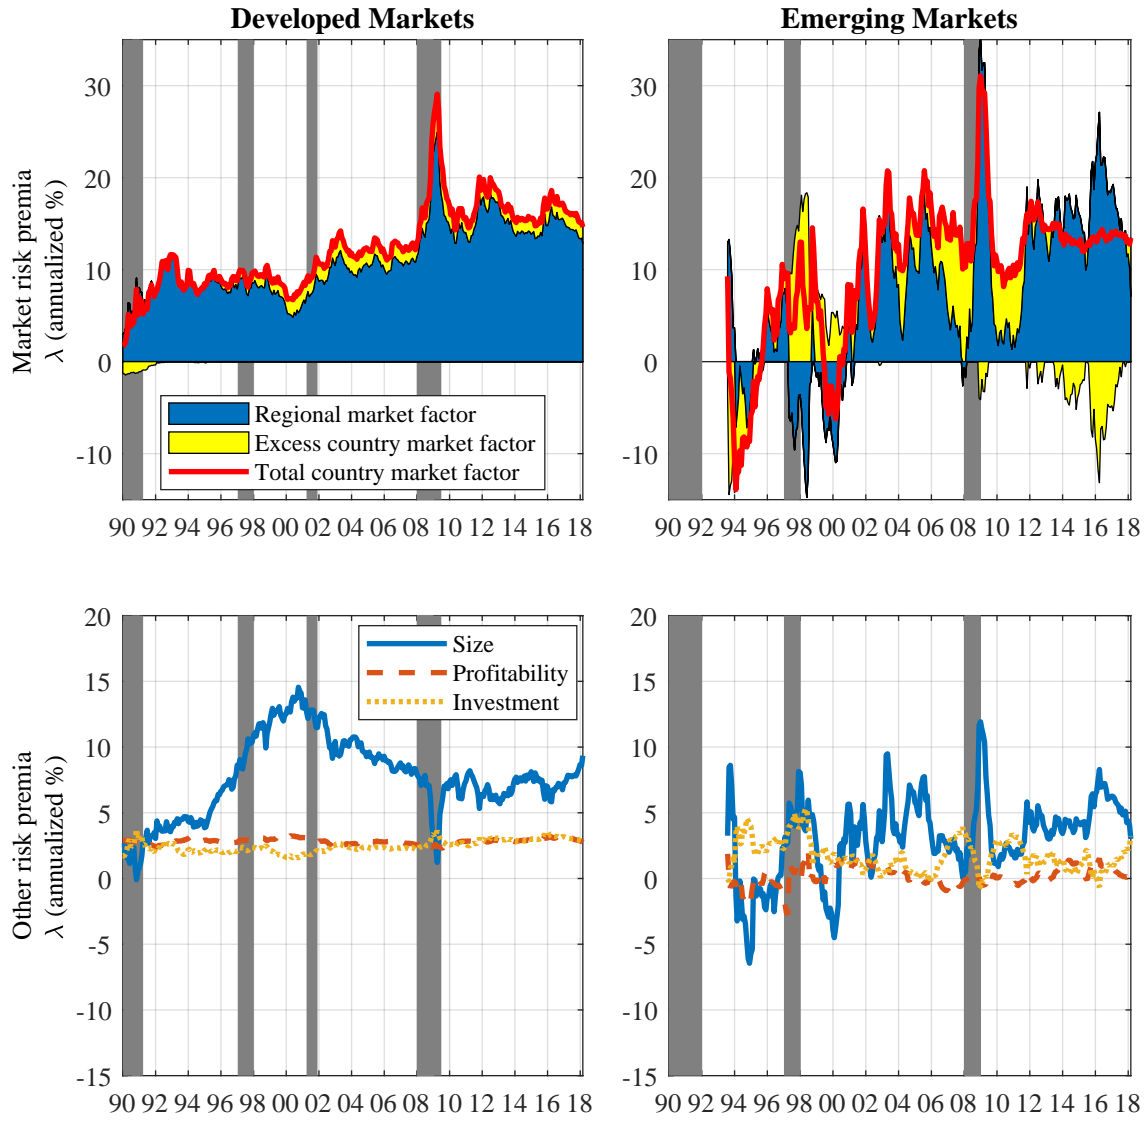 Developed Markets
Emerging Markets
Market risk premia
λ (annualized %)
30
20
10
0
-10
Regional market factor
Excess country market factor
Total country market factor
90 92 94 96 98 00 02 04 06 08 10 12 14 16 18
30
20
10
0
-10
90 92 94 96 98 00 02 04 06 08 10 12 14 16 18
Other risk premia
λ (annualized %)
20
15
10
5
0
-5
-10
-15
Size
Profitability
Investment
90 92 94 96 98 00 02 04 06 08 10 12 14 16 18
20
15
10
5
0
-5
-10
-15
90 92 94 96 98 00 02 04 06 08 10 12 14 16 18